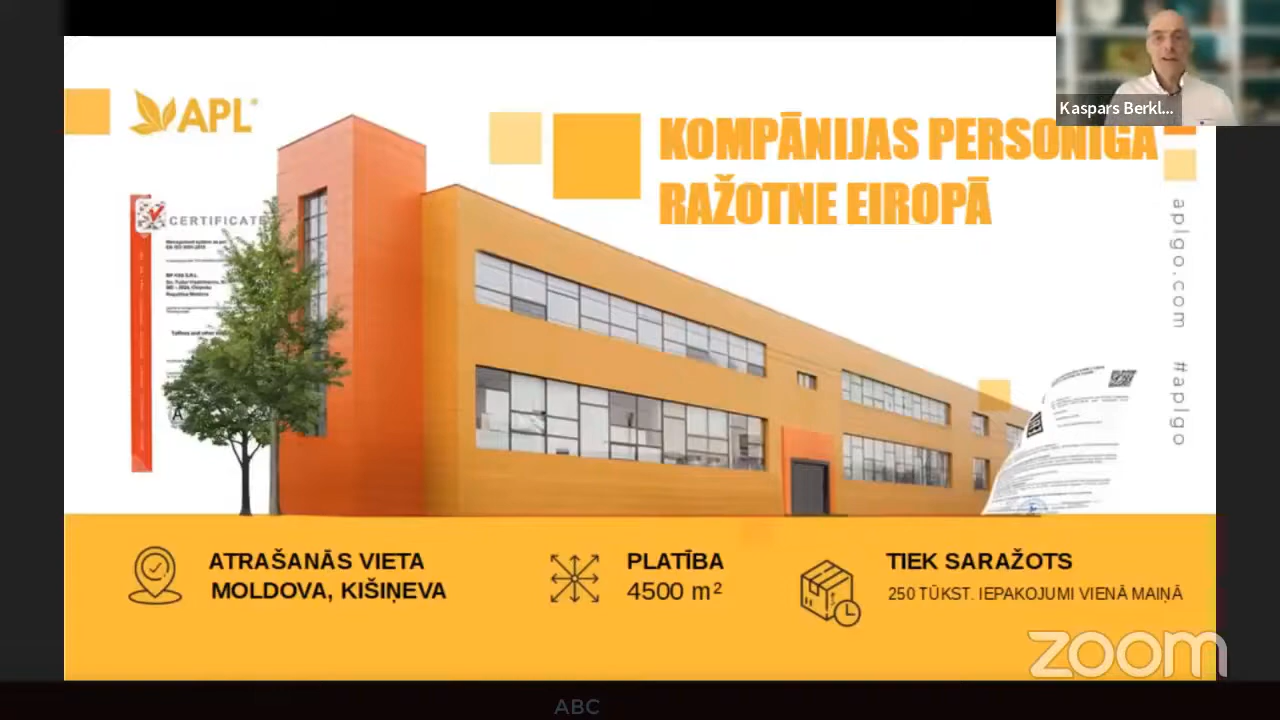 APL®
Kaspars Berkl...
KOMPĀNIJAS PERSONĪGA
RAŽOTNE EIROPĀ
CERTIFICATE
aplgo.com #aplgo
ATRAŠANĀS VIETA
MOLDOVA, KIŠIŅEVA
PLATĪBA
4500 m²
TIEK SARAŽOTS
250 TŪKST. IEPAKOJUMI VIENĀ MAIŅĀ
zoom
ABC